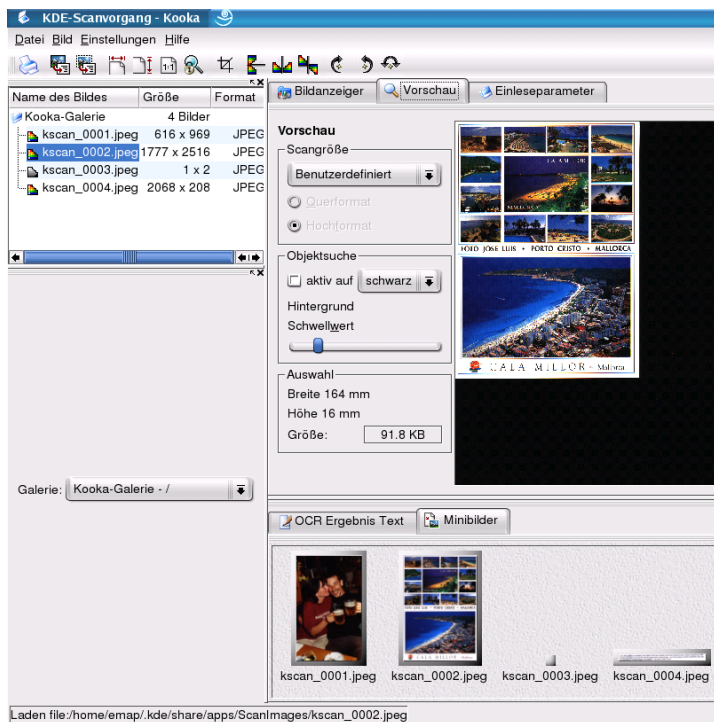 KDE-Scanvorgang - Kooka
Datei Bild Einstellungen Hilfe
1:1
Name des Bildes Größe Format
Kooka-Galerie 4 Bilder
kscan_0001.jpeg 616 x 969 JPEG
kscan_0002.jpeg 1777 x 2516 JPEG
kscan_0003.jpeg 1 x 2 JPEG
kscan_0004.jpeg 2068 x 208 JPEG
Galerie: Kooka-Galerie - /
Bildanzeiger Vorschau Einleseparameter
Vorschau
Scangröße
Benutzerdefiniert
Querformat
Hochformat
Objektsuche
aktiv auf schwarz
Hintergrund
Schwellwert
Auswahl
Breite 164 mm
Höhe 16 mm
Größe: 91.8 KB
MALLORCA
FOTO JOSE LUIS • PORTO CRISTO • MALLORCA
CALA MILLOR - Mallorca
OCR Ergebnis Text Minibilder
kscan_0001.jpeg kscan_0002.jpeg kscan_0003.jpeg kscan_0004.jpeg
Laden file:/home/emap/.kde/share/apps/ScanImages/kscan_0002.jpeg